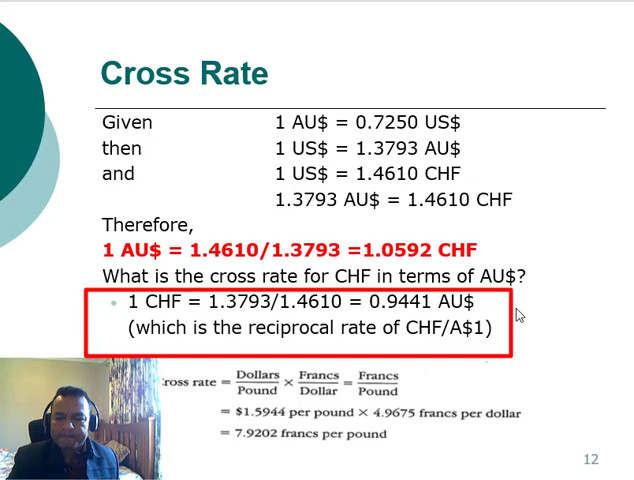 Cross Rate
Given 1 AU$ = 0.7250 US$
then 1 US$ = 1.3793 AU$
and 1 US$ = 1.4610 CHF
1.3793 AU$ = 1.4610 CHF
Therefore,
1 AU$ = 1.4610/1.3793 =1.0592 CHF
What is the cross rate for CHF in terms of AU$?
• 1 CHF = 1.3793/1.4610 = 0.9441 AU$
(which is the reciprocal rate of CHF/A$1)
ross rate = Dollars/Pound × Francs/Dollar = Francs/Pound
= $1.5944 per pound × 4.9675 francs per dollar
= 7.9202 francs per pound
12